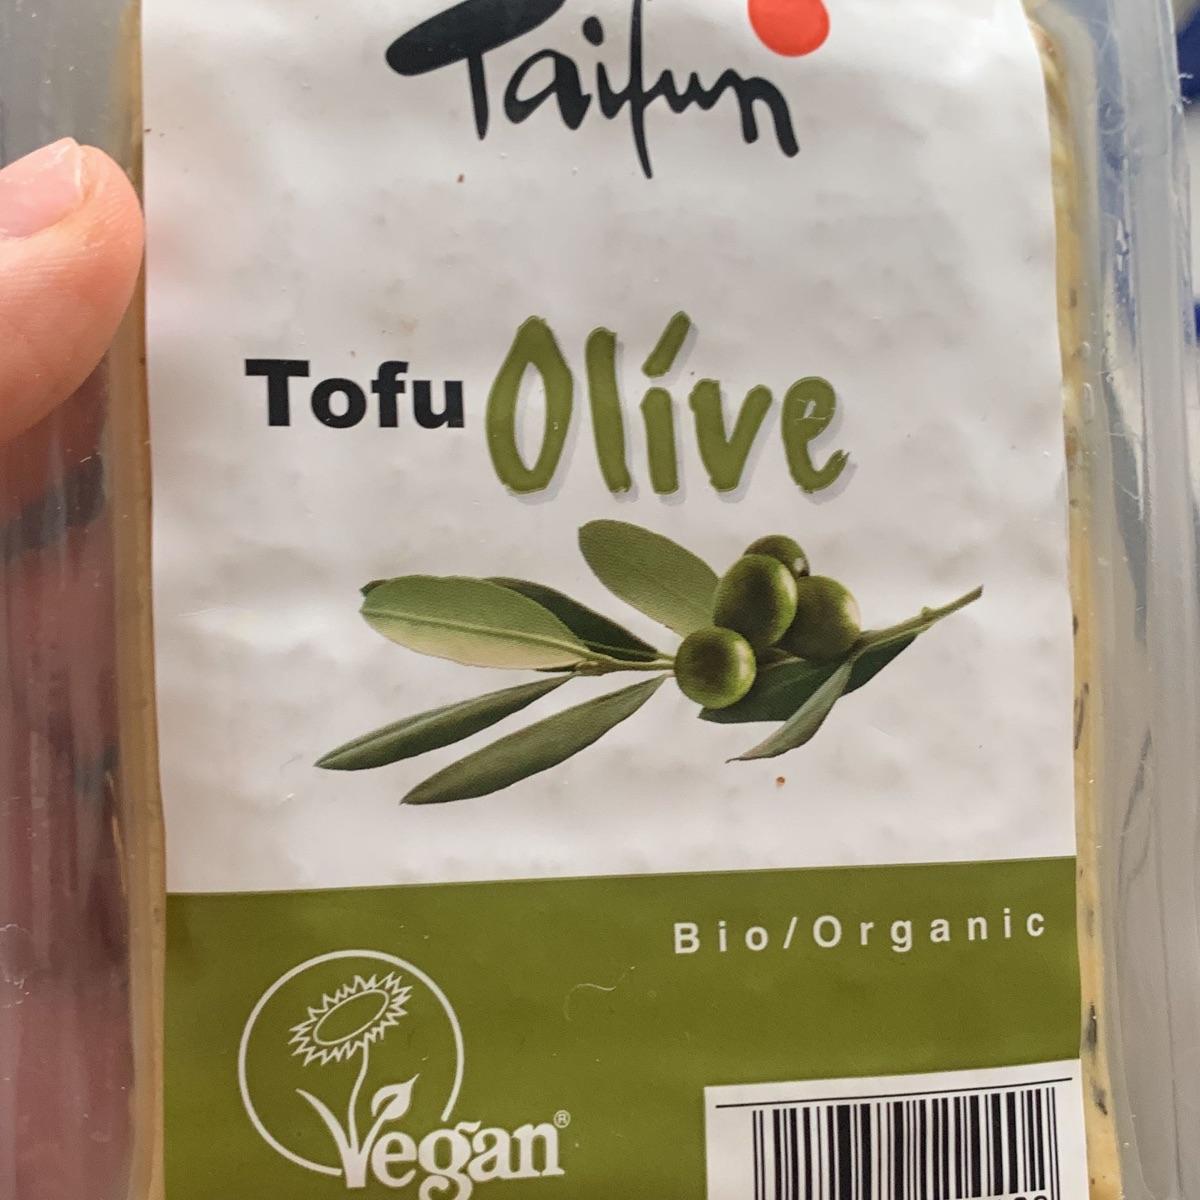 Taifun
Tofu Olíve
Bio/Organic
Vegan®